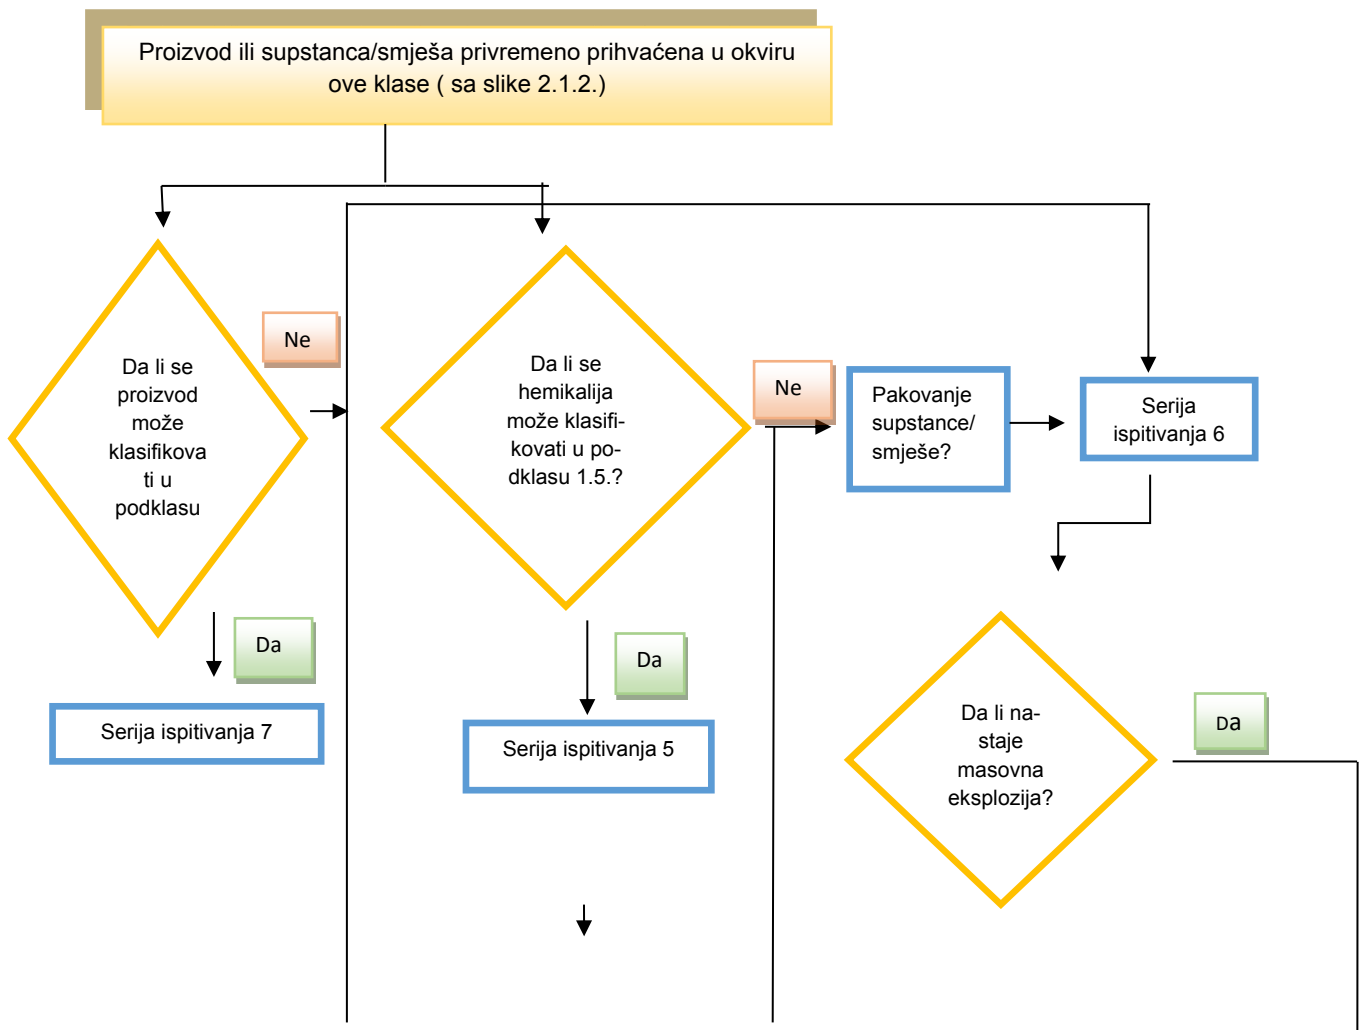 Proizvod ili supstanca/smješa privremeno prihvaćena u okviru
ove klase ( sa slike 2.1.2.)
Da li se
proizvod
može
klasifikova
ti u
podklasu
Ne
Da
Serija ispitivanja 7
Da li se
hemikalija
može klasifi-
kovati u po-
dklasu 1.5.?
Ne
Da
Serija ispitivanja 5
Pakovanje
supstance/
smješe?
Serija
ispitivanja 6
Da li na-
staje
masovna
eksplozija?
Da